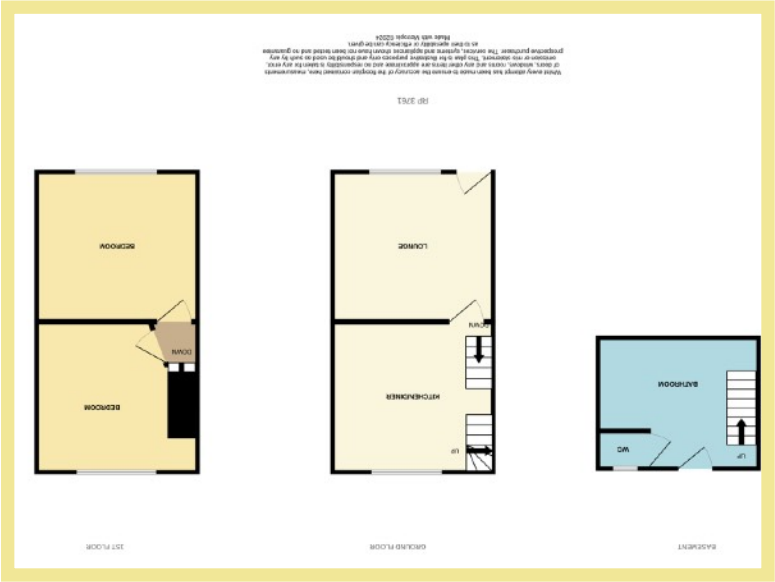 BASEMENT
GROUND FLOOR
1ST FLOOR
UP
WC
BATHROOM
UP
KITCHEN/DINER
DOWN
LOUNGE
BEDROOM
DOWN
BEDROOM
RP 3761
Whilst every attempt has been made to ensure the accuracy of the floorplan contained here, measurements
of doors, windows, rooms and any other items are approximate and no responsibility is taken for any error,
omission or mis-statement. This plan is for illustrative purposes only and should be used as such by any
prospective purchaser. The services, systems and appliances shown have not been tested and no guarantee
as to their operability or efficiency can be given.
Made with Metropix ©2024